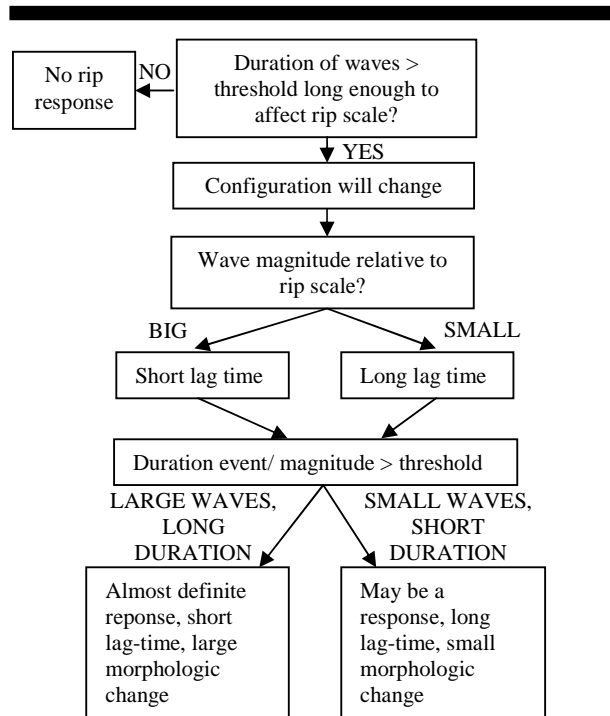 Duration of waves >
threshold long enough to
affect rip scale?
NO
No rip
response
YES
Configuration will change
Wave magnitude relative to
rip scale?
BIG
SMALL
Short lag time
Long lag time
Duration event/ magnitude > threshold
LARGE WAVES,
LONG
DURATION
SMALL WAVES,
SHORT
DURATION
Almost definite
reponse, short
lag-time, large
morphologic
change
May be a
response, long
lag-time, small
morphologic
change